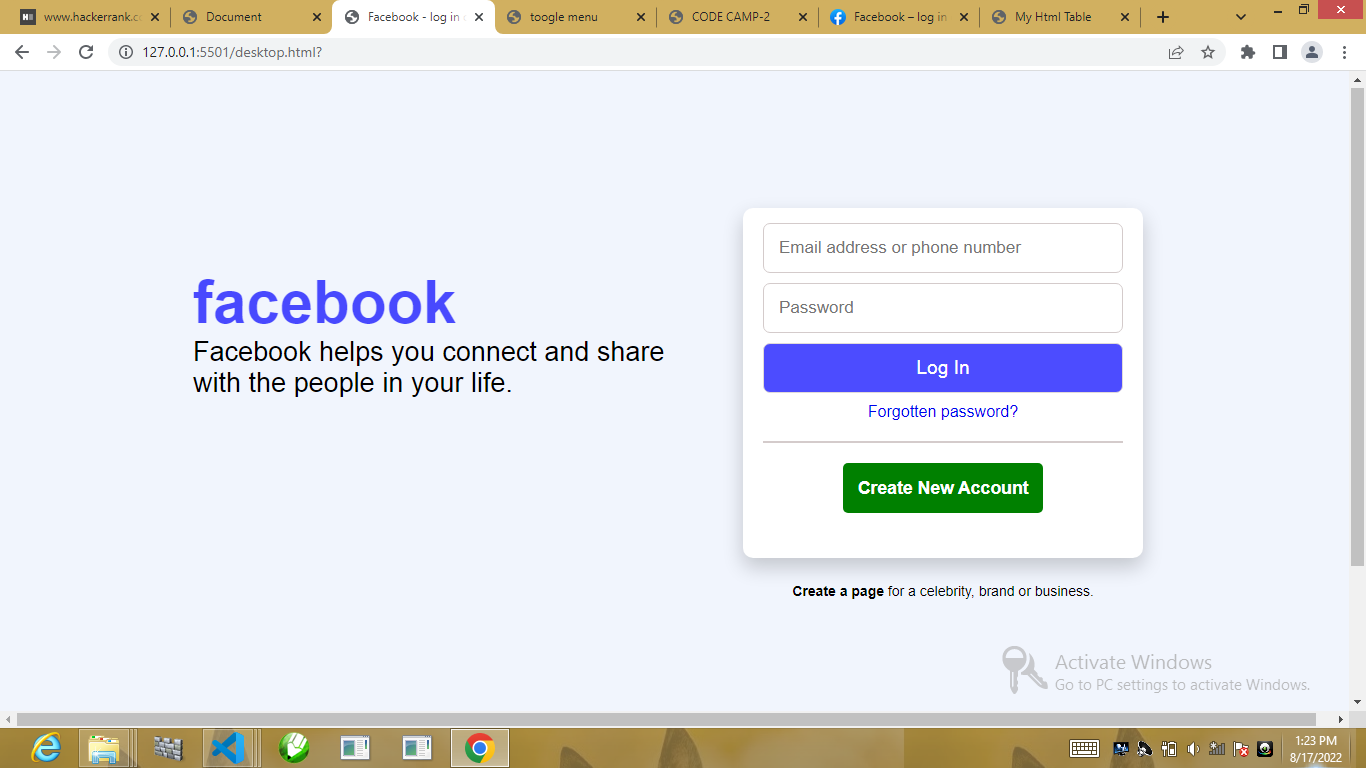 www.hackerrank.c
Document
Facebook - log in
toogle menu
CODE CAMP-2
Facebook – log in
My Html Table
127.0.0.1:5501/desktop.html?
facebook
Facebook helps you connect and share
with the people in your life.
Email address or phone number
Password
Log In
Forgotten password?
Create New Account
Create a page for a celebrity, brand or business.
Activate Windows
Go to PC settings to activate Windows.
1:23 PM
8/17/2022